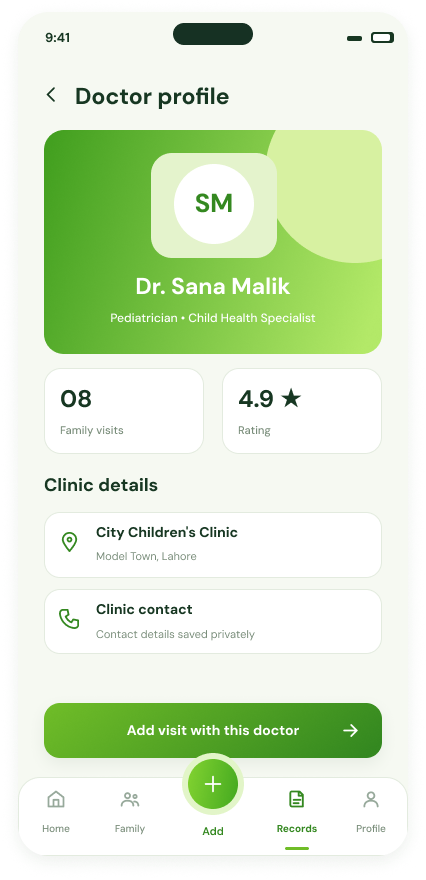 9:41
Doctor profile
SM
Dr. Sana Malik
Pediatrician • Child Health Specialist
08
Family visits
4.9 ★
Rating
Clinic details
City Children's Clinic
Model Town, Lahore
Clinic contact
Contact details saved privately
Add visit with this doctor
Home
Family
Add
Records
Profile